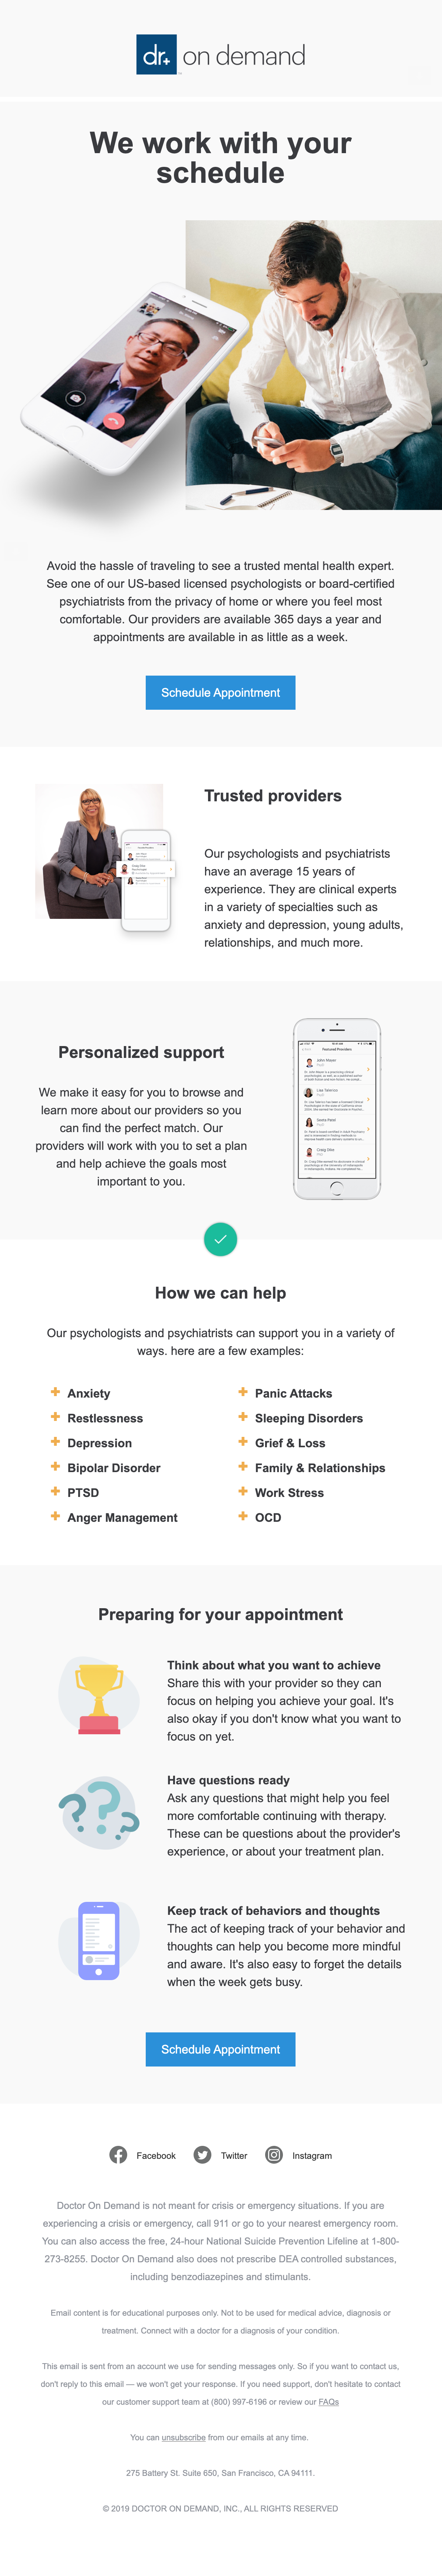 dr+ on demand
We work with your
schedule
Avoid the hassle of traveling to see a trusted mental health expert.
See one of our US-based licensed psychologists or board-certified
psychiatrists from the privacy of home or where you feel most
comfortable. Our providers are available 365 days a year and
appointments are available in as little as a week.
Schedule Appointment
Trusted providers
Our psychologists and psychiatrists
have an average 15 years of
experience. They are clinical experts
in a variety of specialties such as
anxiety and depression, young adults,
relationships, and much more.
Personalized support
We make it easy for you to browse and
learn more about our providers so you
can find the perfect match. Our
providers will work with you to set a plan
and help achieve the goals most
important to you.
Featured Providers
How we can help
Our psychologists and psychiatrists can support you in a variety of
ways. here are a few examples:
Anxiety
Restlessness
Depression
Bipolar Disorder
PTSD
Anger Management
Panic Attacks
Sleeping Disorders
Grief & Loss
Family & Relationships
Work Stress
OCD
Preparing for your appointment
Think about what you want to achieve
Share this with your provider so they can
focus on helping you achieve your goal. It's
also okay if you don't know what you want to
focus on yet.
Have questions ready
Ask any questions that might help you feel
more comfortable continuing with therapy.
These can be questions about the provider's
experience, or about your treatment plan.
Keep track of behaviors and thoughts
The act of keeping track of your behavior and
thoughts can help you become more mindful
and aware. It's also easy to forget the details
when the week gets busy.
Schedule Appointment
Facebook
Twitter
Instagram
Doctor On Demand is not meant for crisis or emergency situations. If you are
experiencing a crisis or emergency, call 911 or go to your nearest emergency room.
You can also access the free, 24-hour National Suicide Prevention Lifeline at 1-800-
273-8255. Doctor On Demand also does not prescribe DEA controlled substances,
including benzodiazepines and stimulants.
Email content is for educational purposes only. Not to be used for medical advice, diagnosis or
treatment. Connect with a doctor for a diagnosis of your condition.
This email is sent from an account we use for sending messages only. So if you want to contact us,
don't reply to this email — we won't get your response. If you need support, don't hesitate to contact
our customer support team at (800) 997-6196 or review our FAQs
You can unsubscribe from our emails at any time.
275 Battery St. Suite 650, San Francisco, CA 94111.
© 2019 DOCTOR ON DEMAND, INC., ALL RIGHTS RESERVED